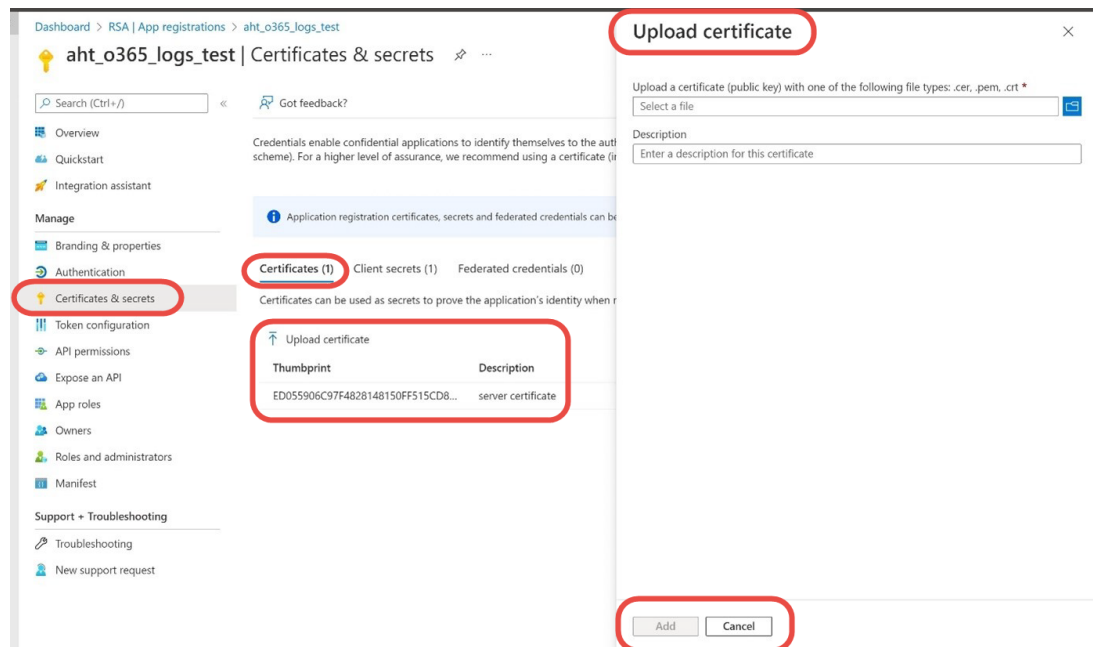 Dashboard > RSA | App registrations > aht_o365_logs_test
aht_o365_logs_test | Certificates & secrets
Search (Ctrl+/)
Overview
Quickstart
Integration assistant
Manage
Branding & properties
Authentication
Certificates & secrets
Token configuration
API permissions
Expose an API
App roles
Owners
Roles and administrators
Manifest
Support + Troubleshooting
Troubleshooting
New support request
Got feedback?
Credentials enable confidential applications to identify themselves to the
scheme). For a higher level of assurance, we recommend using a certificate
Application registration certificates, secrets and federated credentials can
Certificates (1) Client secrets (1) Federated credentials (0)
Certificates can be used as secrets to prove the application's identity when
Upload certificate
Thumbprint Description
ED055906C97F4828148150FF515CD8... server certificate
Upload certificate
Upload a certificate (public key) with one of the following file types: .cer, .pem, .crt *
Select a file
Description
Enter a description for this certificate
Add Cancel